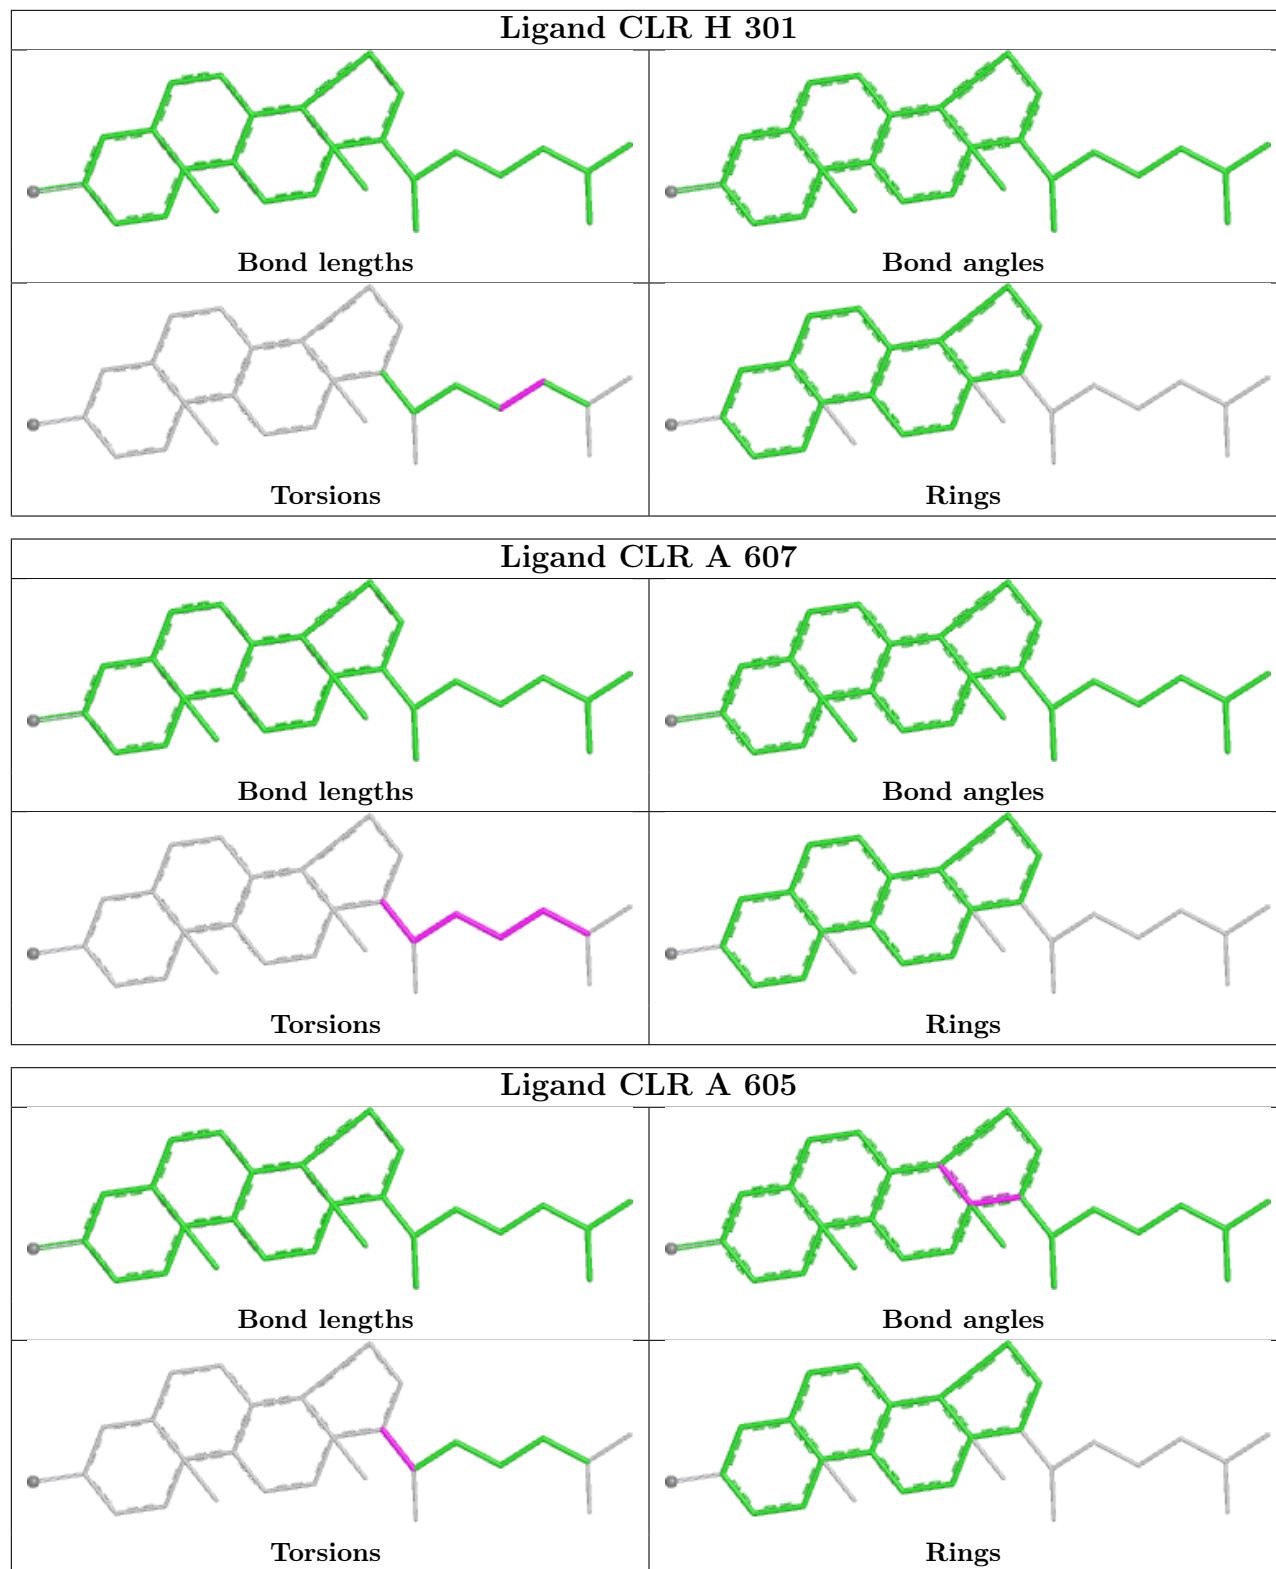 Ligand CLR H 301
Bond lengths
Bond angles
Torsions
Rings
Ligand CLR A 607
Bond lengths
Bond angles
Torsions
Rings
Ligand CLR A 605
Bond lengths
Bond angles
Torsions
Rings